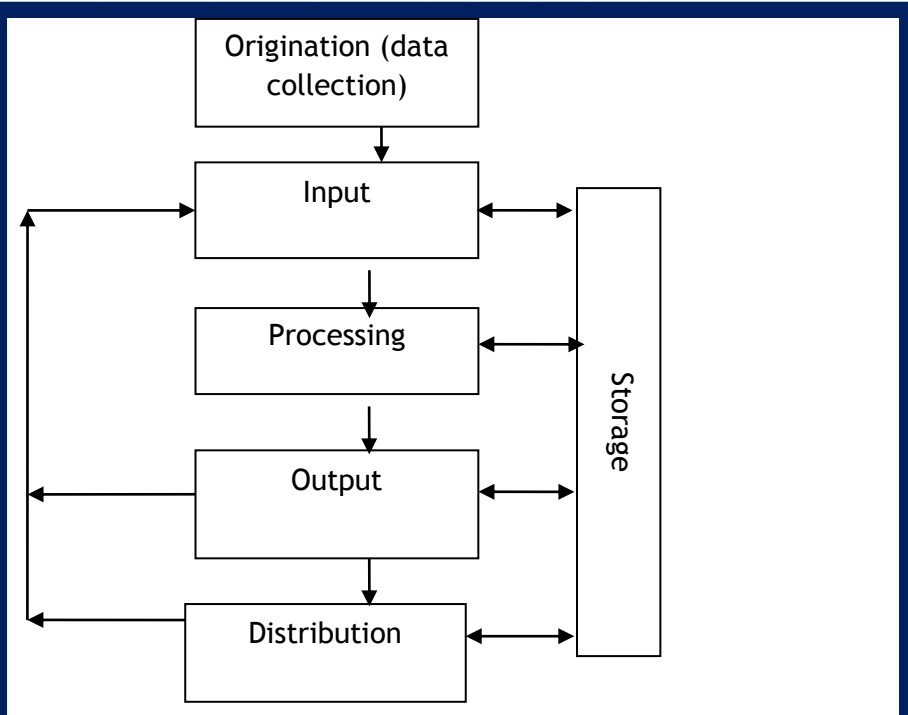 Origination (data
collection)
Input
Processing
Storage
Output
Distribution